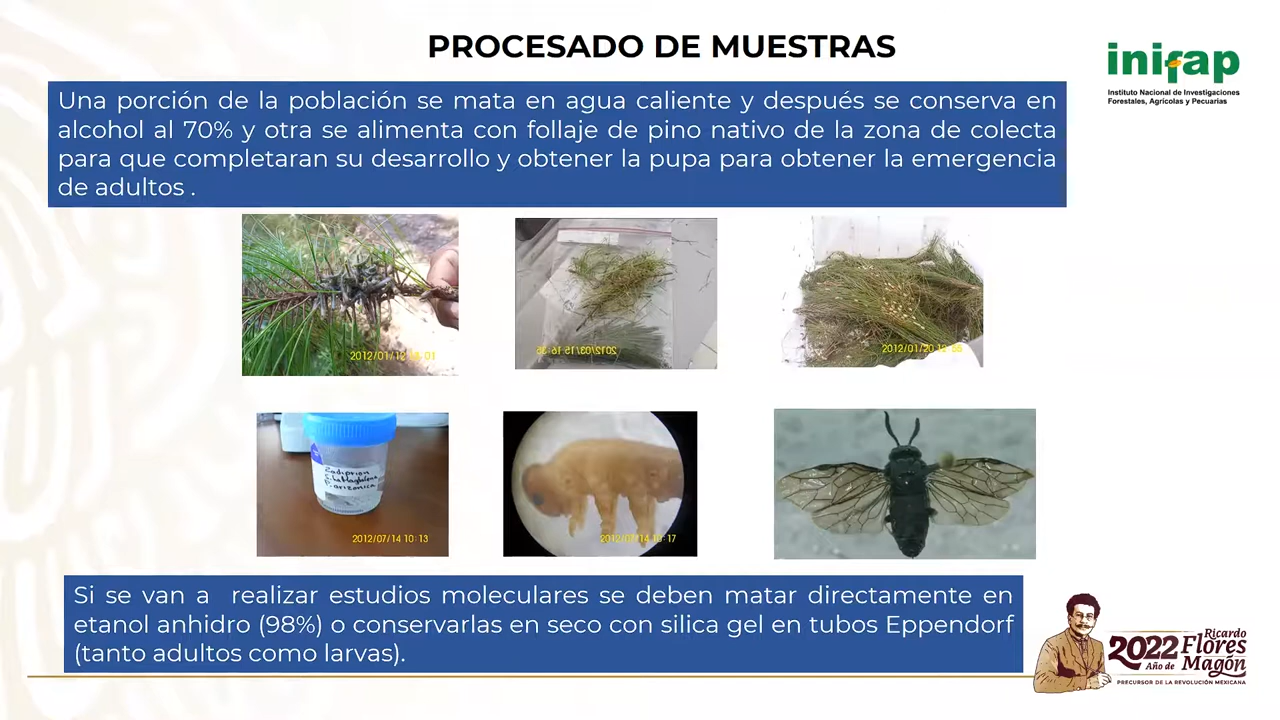 PROCESADO DE MUESTRAS
inifap
Instituto Nacional de Investigaciones
Forestales, Agrícolas y Pecuarias
Una porción de la población se mata en agua caliente y después se conserva en
alcohol al 70% y otra se alimenta con follaje de pino nativo de la zona de colecta
para que completaran su desarrollo y obtener la pupa para obtener la emergencia
de adultos .
2012/01/12
2012/03/15 16:36
2012/01/20
Zadiprion
P. arizonica
2012/07/14 10:13
2012/07/14 10:17
Si se van a realizar estudios moleculares se deben matar directamente en
etanol anhidro (98%) o conservarlas en seco con silica gel en tubos Eppendorf
(tanto adultos como larvas).
2022 Ricardo
Flores
Año de Magón
PRECURSOR DE LA REVOLUCIÓN MEXICANA